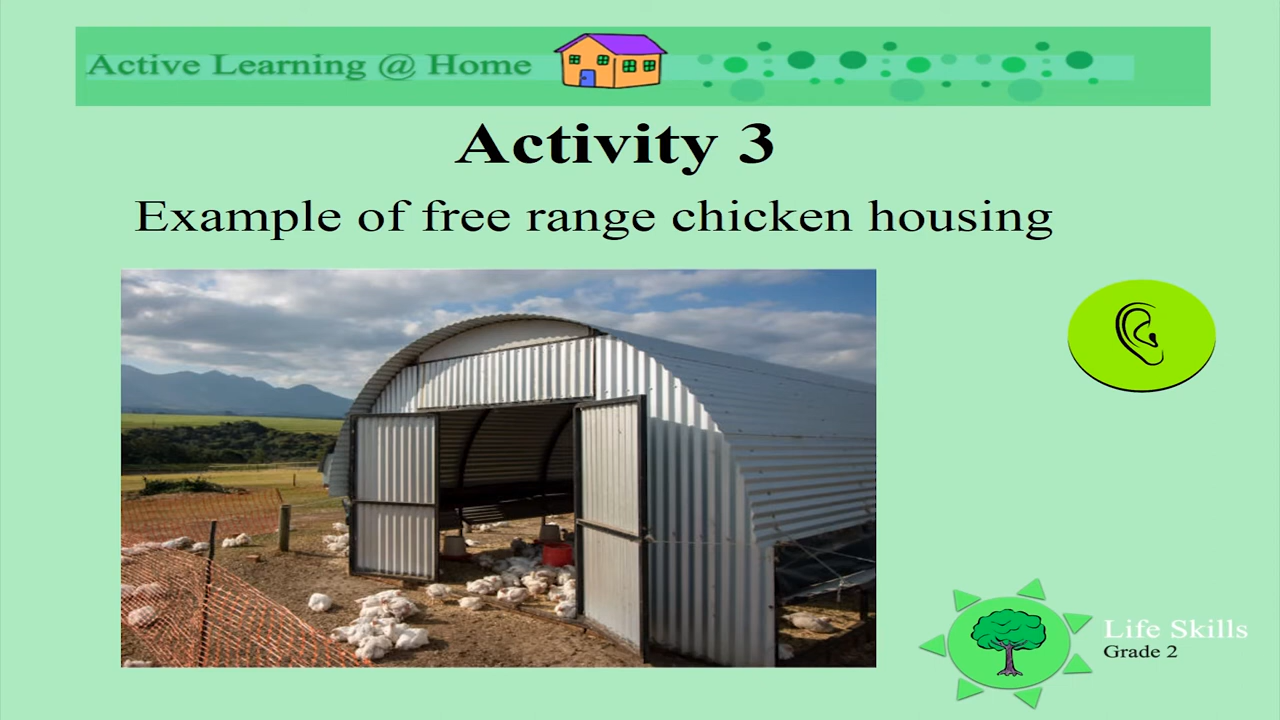 Active Learning @ Home
Activity 3
Example of free range chicken housing
Life Skills
Grade 2